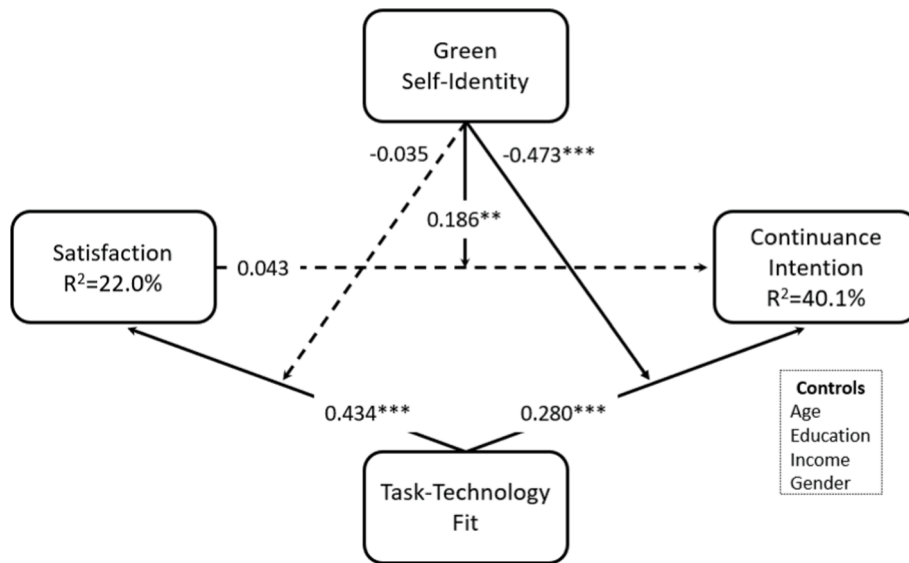 Green
Self-Identity
-0.035
-0.473***
0.186**
Satisfaction
R²=22.0%
0.043
Continuance
Intention
R²=40.1%
0.434***
0.280***
Task-Technology
Fit
Controls
Age
Education
Income
Gender